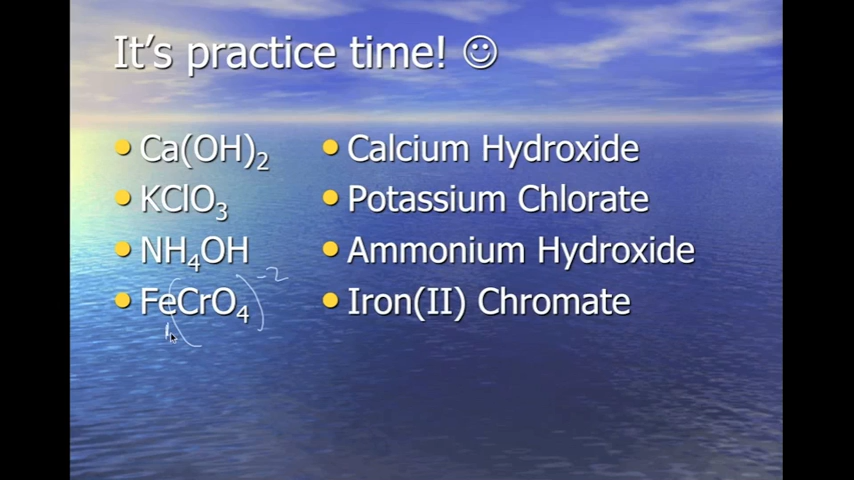 It's practice time! ☺
• Ca(OH)₂ • Calcium Hydroxide
• KClO₃ • Potassium Chlorate
• NH₄OH • Ammonium Hydroxide
-2
• FeCrO₄ • Iron(II) Chromate